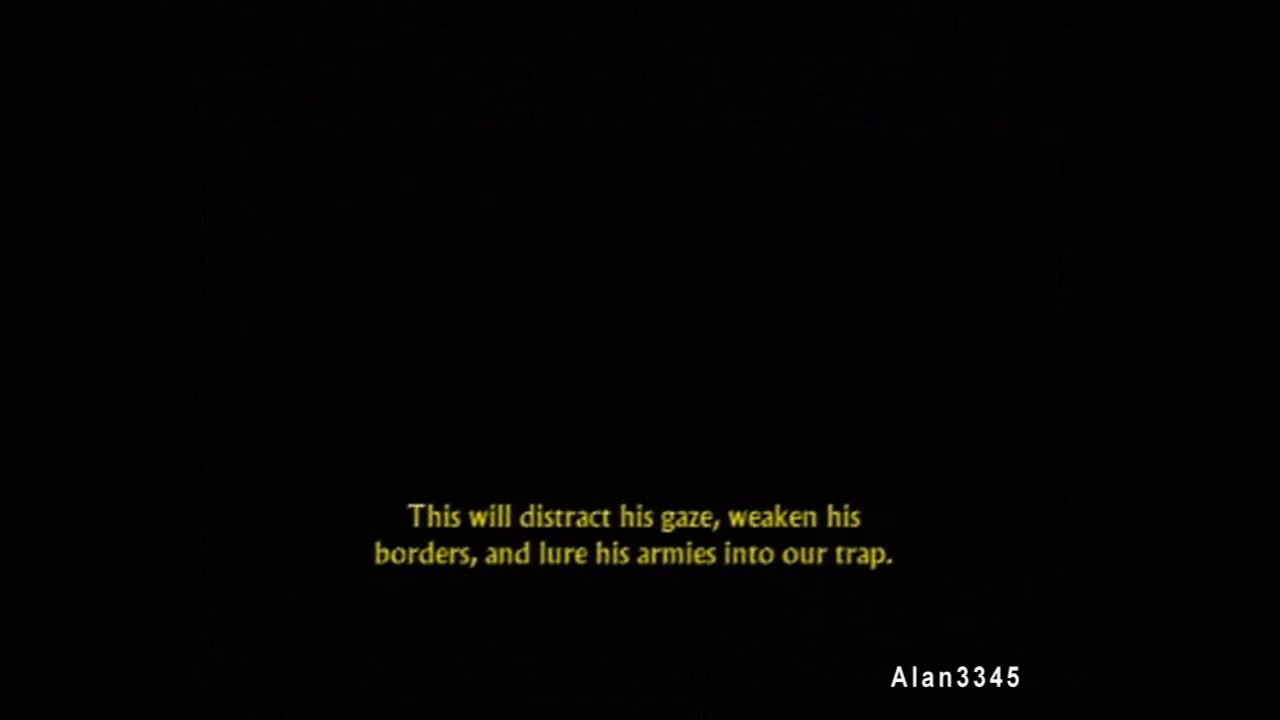 This will distract his gaze, weaken his
borders, and lure his armies into our trap.
Alan3345